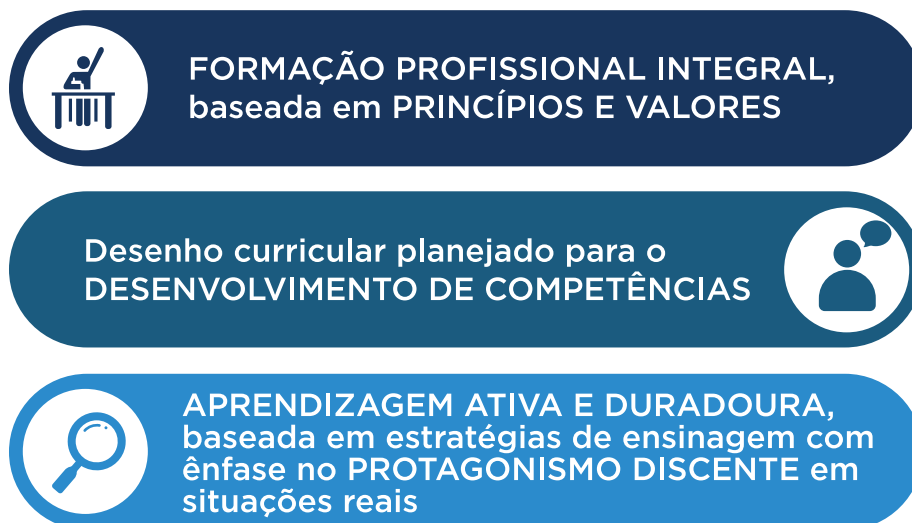 FORMAÇÃO PROFISSIONAL INTEGRAL,
baseada em PRINCÍPIOS E VALORES
Desenho curricular planejado para o
DESENVOLVIMENTO DE COMPETÊNCIAS
APRENDIZAGEM ATIVA E DURADOURA,
baseada em estratégias de ensinagem com
ênfase no PROTAGONISMO DISCENTE em
situações reais